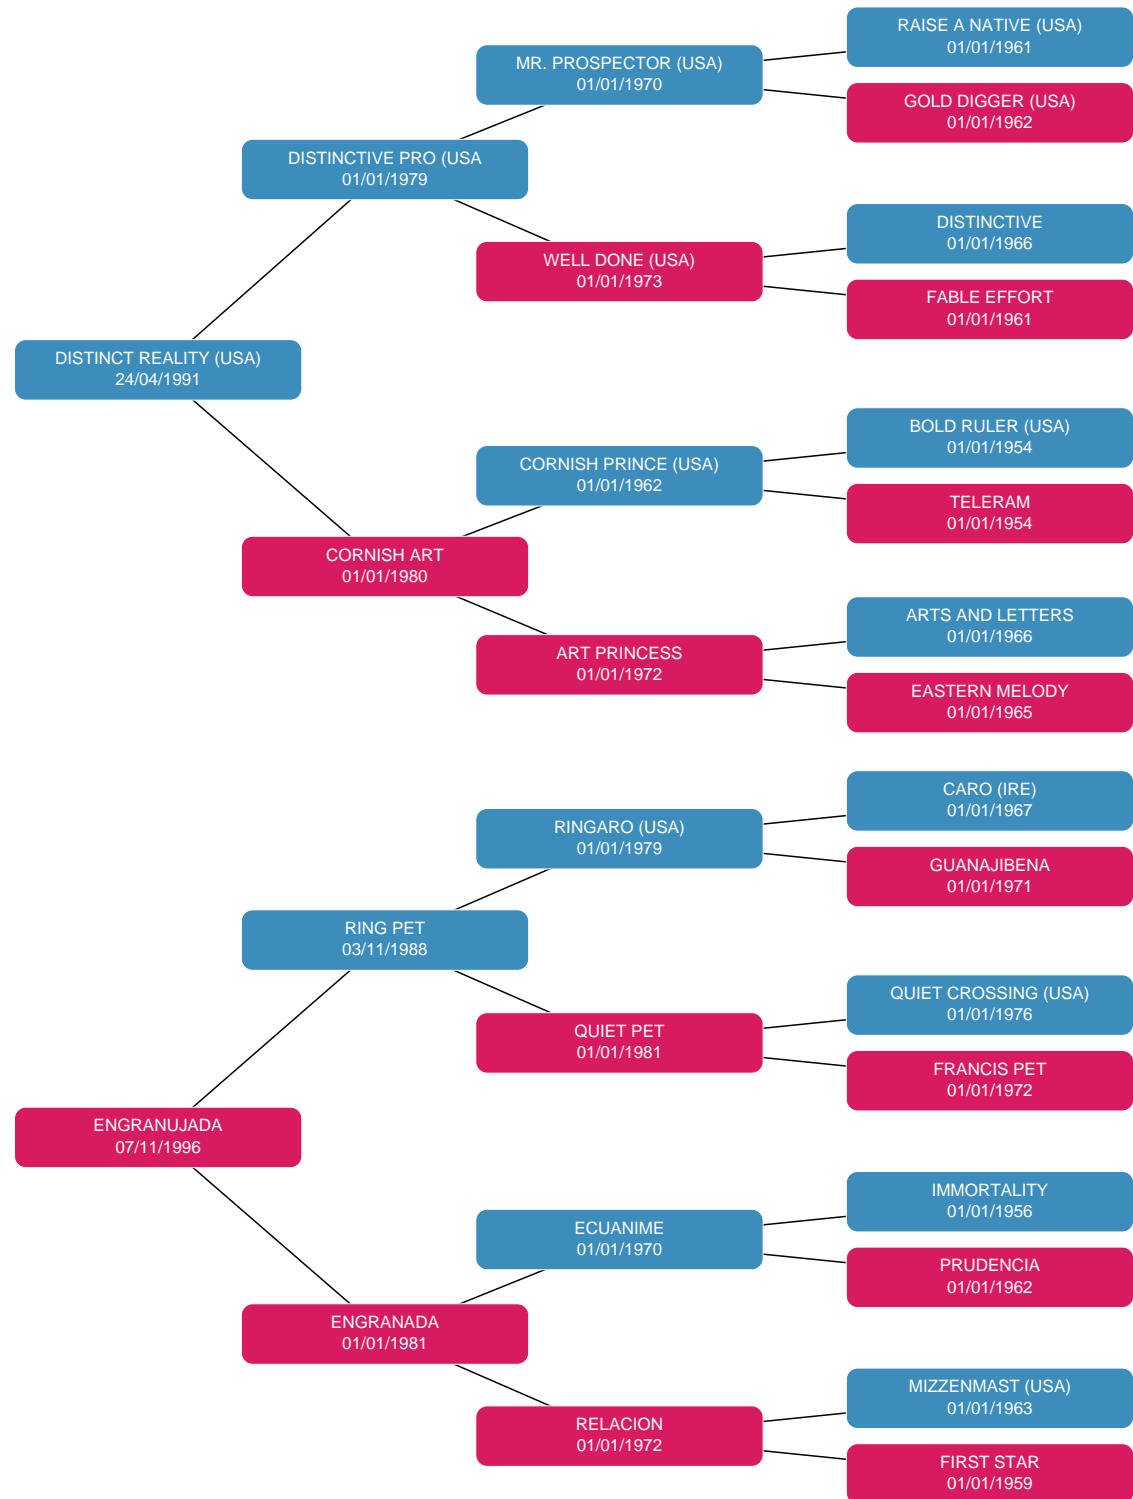 RAISE A NATIVE (USA)
01/01/1961
MR. PROSPECTOR (USA)
01/01/1970
GOLD DIGGER (USA)
01/01/1962
DISTINCTIVE PRO (USA
01/01/1979
DISTINCTIVE
01/01/1966
WELL DONE (USA)
01/01/1973
FABLE EFFORT
01/01/1961
DISTINCT REALITY (USA)
24/04/1991
BOLD RULER (USA)
01/01/1954
CORNISH PRINCE (USA)
01/01/1962
TELERAM
01/01/1954
CORNISH ART
01/01/1980
ARTS AND LETTERS
01/01/1966
ART PRINCESS
01/01/1972
EASTERN MELODY
01/01/1965
CARO (IRE)
01/01/1967
RINGARO (USA)
01/01/1979
GUANAJIBENA
01/01/1971
RING PET
03/11/1988
QUIET CROSSING (USA)
01/01/1976
QUIET PET
01/01/1981
FRANCIS PET
01/01/1972
ENGRANUJADA
07/11/1996
IMMORTALITY
01/01/1956
ECUANIME
01/01/1970
PRUDENCIA
01/01/1962
ENGRANADA
01/01/1981
MIZZENMAST (USA)
01/01/1963
RELACION
01/01/1972
FIRST STAR
01/01/1959